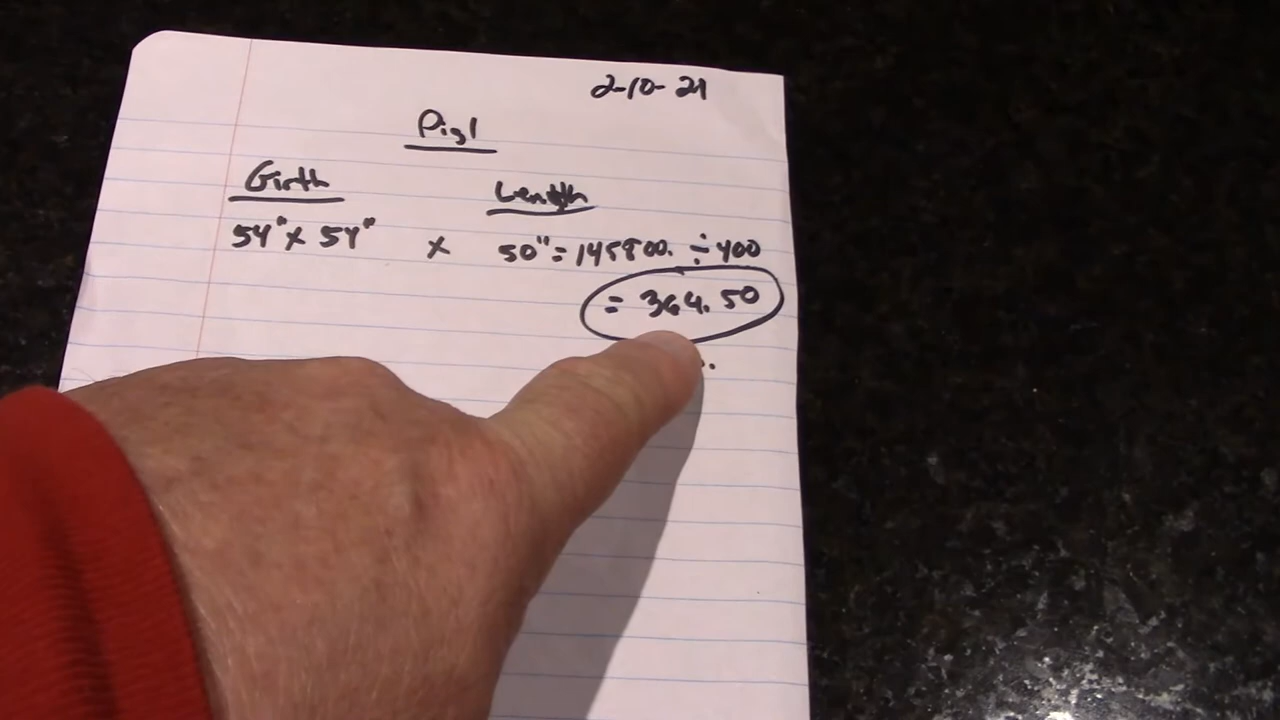 2-10-21
Pig 1
Girth Length
54" x 54" x 50" = 145800. ÷ 400
= 364.50